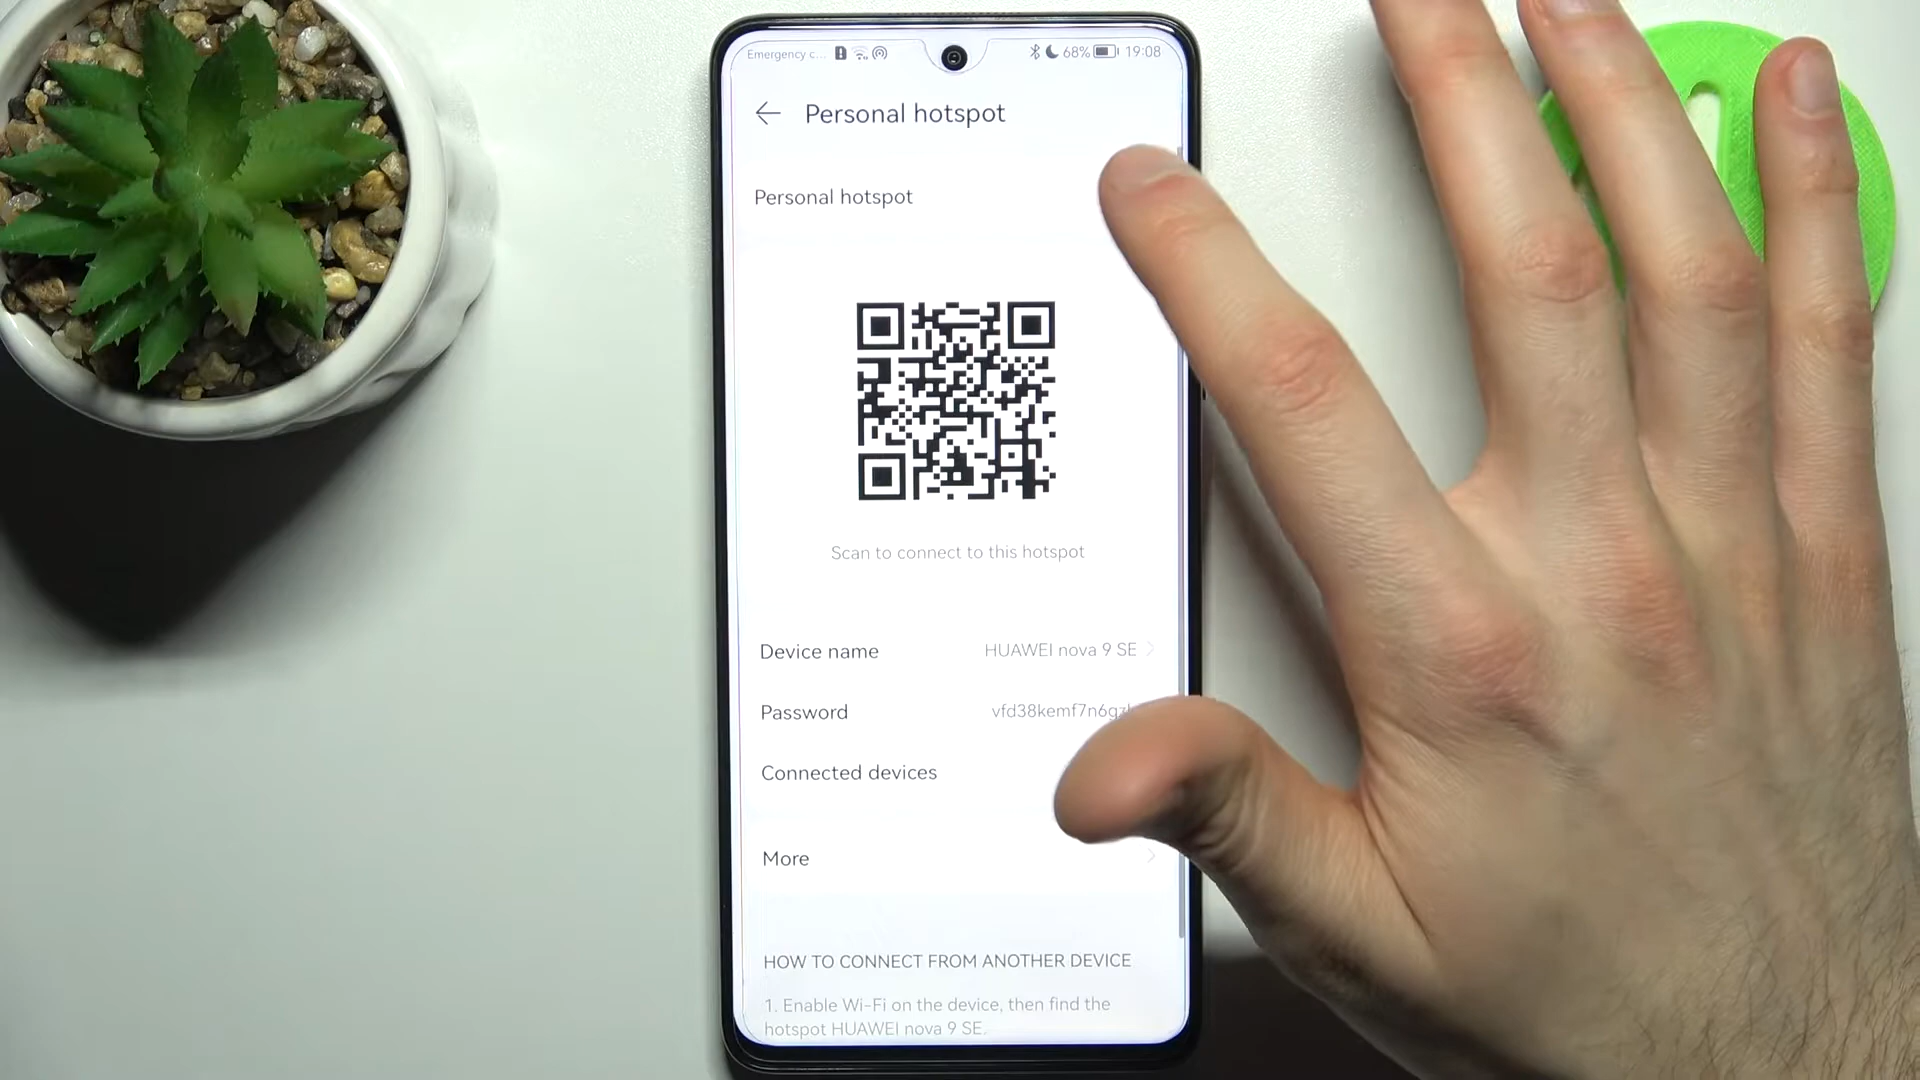 Emergency c... 68% 19:08
Personal hotspot
Personal hotspot
Scan to connect to this hotspot
Device name HUAWEI nova 9 SE
Password vfd38kemf7n6gz
Connected devices
More
HOW TO CONNECT FROM ANOTHER DEVICE
1. Enable Wi-Fi on the device, then find the
hotspot HUAWEI nova 9 SE.